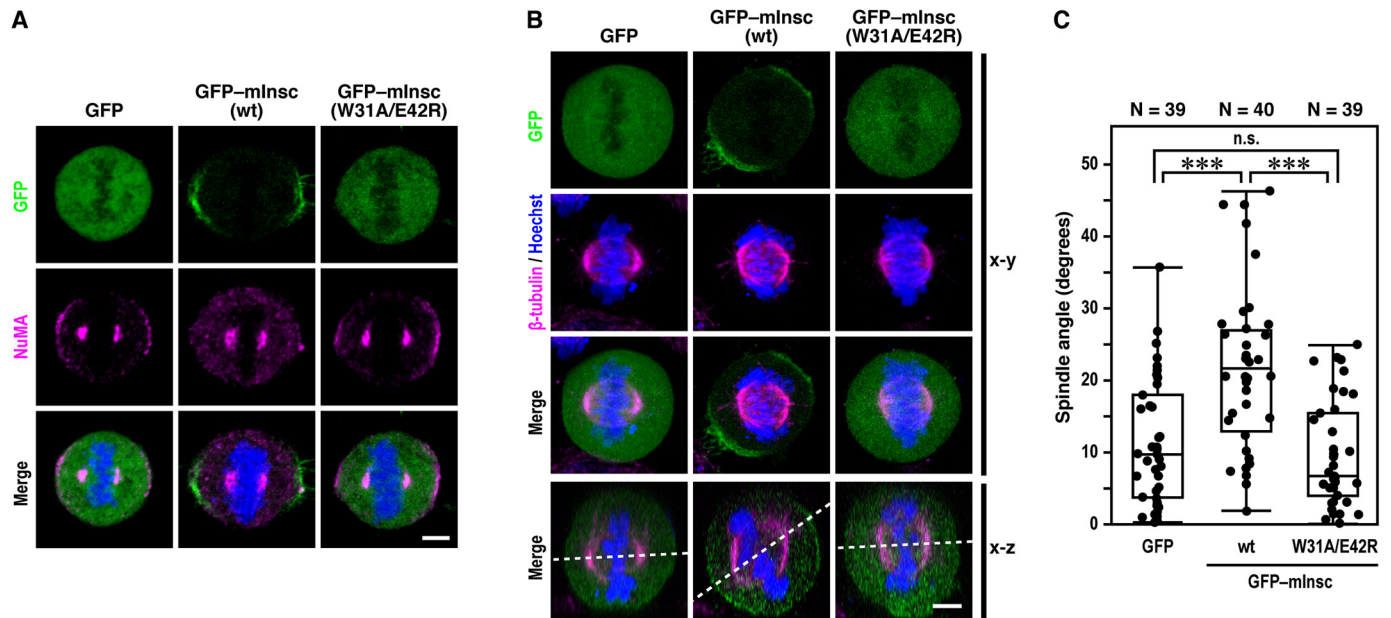 A
GFP
GFP–mInsc
(wt)
GFP–mInsc
(W31A/E42R)
GFP
NuMA
Merge
B
GFP
GFP–mInsc
(wt)
GFP–mInsc
(W31A/E42R)
GFP
β-tubulin / Hoechst
Merge
Merge
x-y
x-z
C
N = 39
N = 40
N = 39
n.s.
***
***
Spindle angle (degrees)
50
40
30
20
10
0
GFP
wt
W31A/E42R
GFP–mInsc